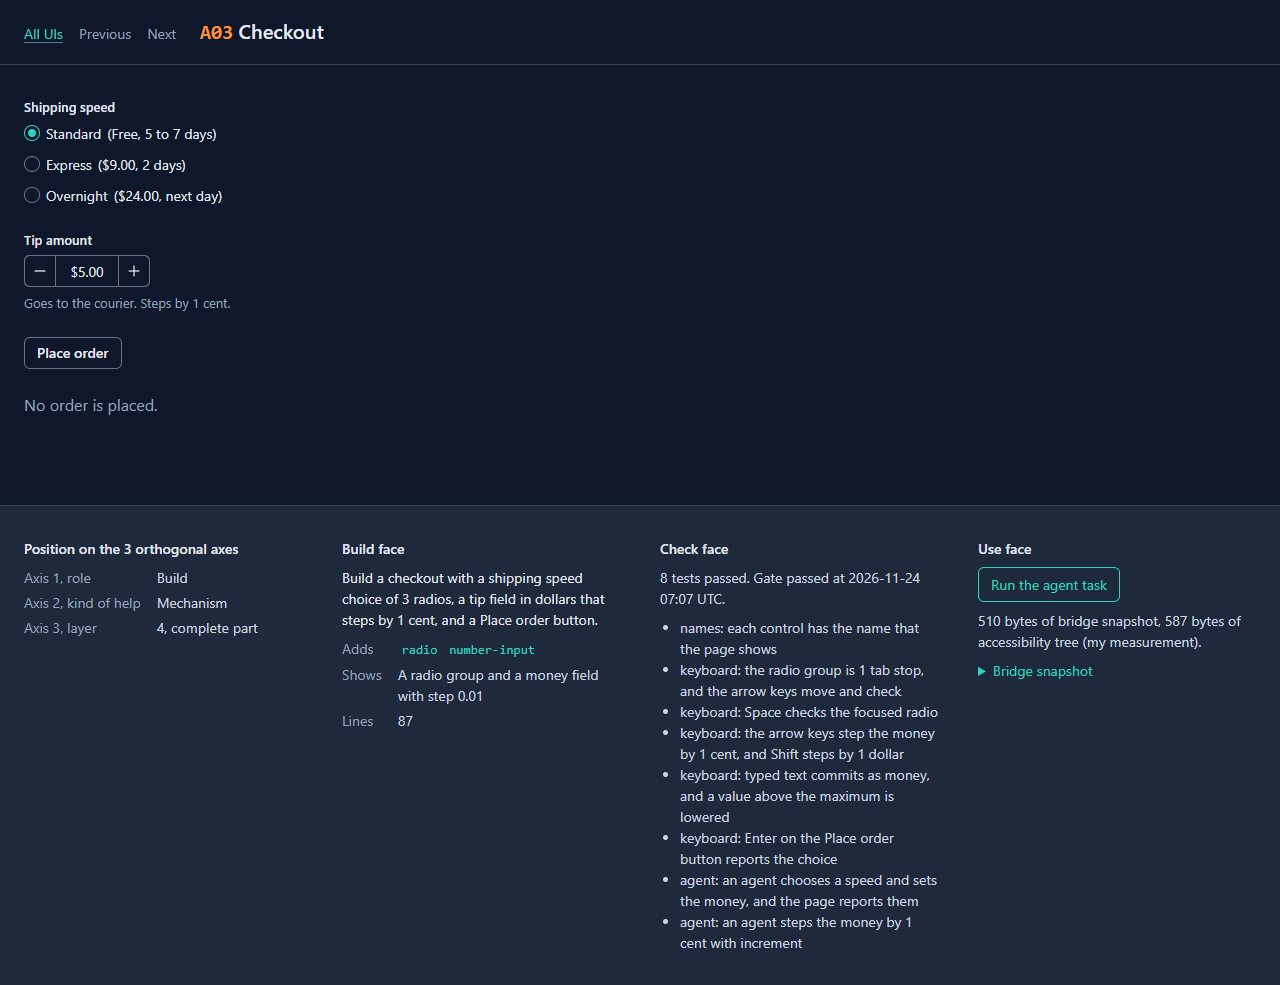 All UIs Previous Next A03 Checkout
Shipping speed
Standard (Free, 5 to 7 days)
Express ($9.00, 2 days)
Overnight ($24.00, next day)
Tip amount
− $5.00 +
Goes to the courier. Steps by 1 cent.
Place order
No order is placed.
Position on the 3 orthogonal axes
Axis 1, role Build
Axis 2, kind of help Mechanism
Axis 3, layer 4, complete part
Build face
Build a checkout with a shipping speed
choice of 3 radios, a tip field in dollars that
steps by 1 cent, and a Place order button.
Adds radio number-input
Shows A radio group and a money field
with step 0.01
Lines 87
Check face
8 tests passed. Gate passed at 2026-11-24
07:07 UTC.
• names: each control has the name that
the page shows
• keyboard: the radio group is 1 tab stop,
and the arrow keys move and check
• keyboard: Space checks the focused radio
• keyboard: the arrow keys step the money
by 1 cent, and Shift steps by 1 dollar
• keyboard: typed text commits as money,
and a value above the maximum is
lowered
• keyboard: Enter on the Place order
button reports the choice
• agent: an agent chooses a speed and sets
the money, and the page reports them
• agent: an agent steps the money by 1
cent with increment
Use face
Run the agent task
510 bytes of bridge snapshot, 587 bytes of
accessibility tree (my measurement).
▶ Bridge snapshot